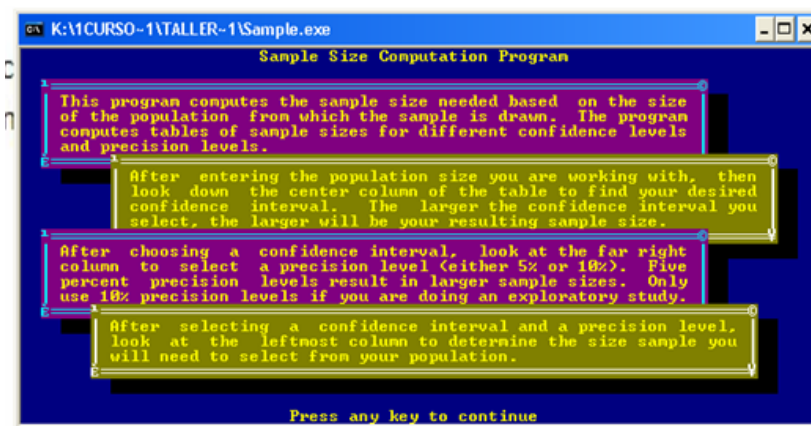 K:\1CURSO~1\TALLER~1\Sample.exe
Sample Size Computation Program
This program computes the sample size needed based on the size
of the population from which the sample is drawn. The program
computes tables of sample sizes for different confidence levels
and precision levels.
After entering the population size you are working with, then
look down the center column of the table to find your desired
confidence interval. The larger the confidence interval you
select, the larger will be your resulting sample size.
After choosing a confidence interval, look at the far right
column to select a precision level (either 5% or 10%). Five
percent precision levels result in larger sample sizes. Only
use 10% precision levels if you are doing an exploratory study.
After selecting a confidence interval and a precision level,
look at the leftmost column to determine the size sample you
will need to select from your population.
Press any key to continue